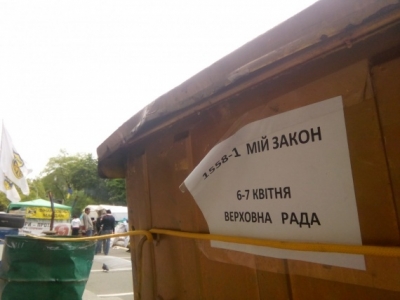 1558-1 МІЙ ЗАКОН
6-7 КВІТНЯ
ВЕРХОВНА РАДА